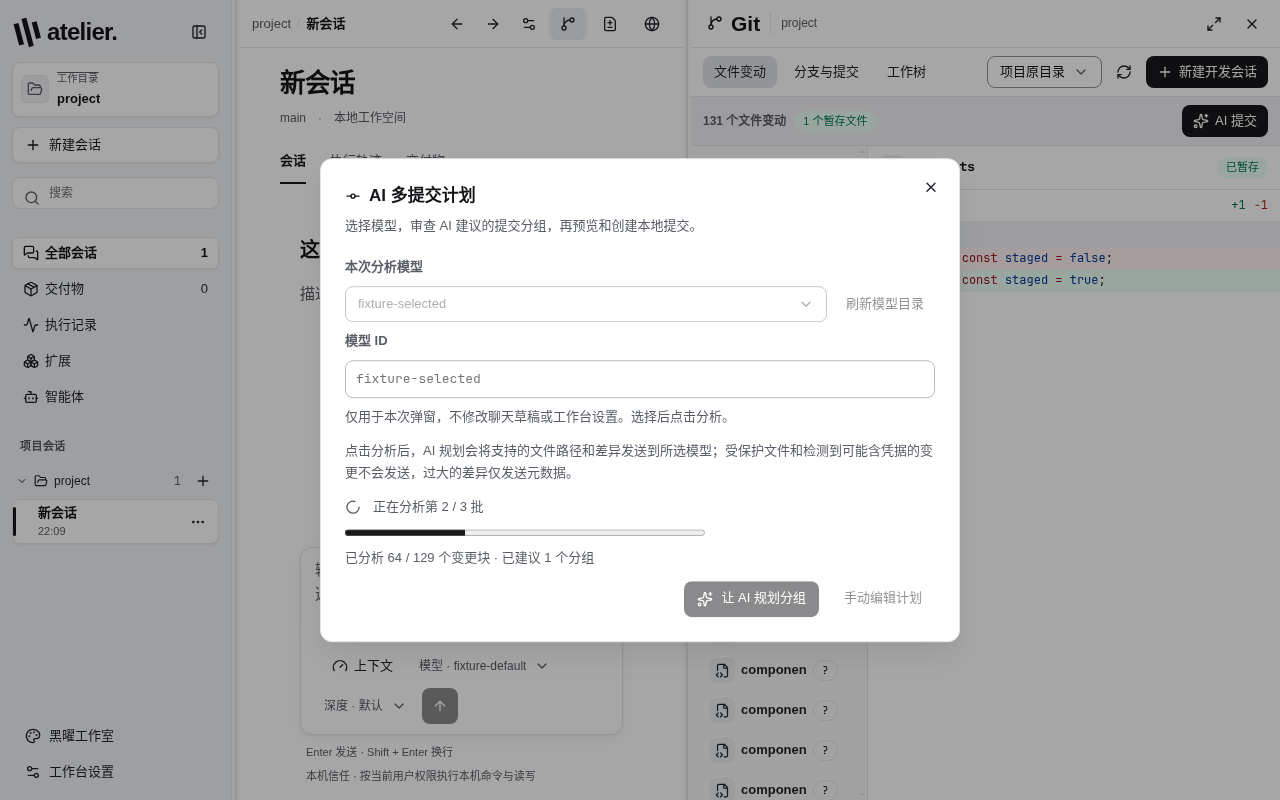 atelier.
工作目录
project
新建会话
搜索
全部会话 1
交付物 0
执行记录
扩展
智能体
项目会话
project 1
新会话
22:09
黑曜工作室
工作台设置
project / 新会话
新会话
main · 本地工作空间
会话 执行轨迹 交付物
这
描述
上下文 模型 · fixture-default
深度 · 默认
Enter 发送 · Shift + Enter 换行
本机信任 · 按当前用户权限执行本机命令与读写
Git project
文件变动 分支与提交 工作树 项目原目录 新建开发会话
131 个文件变动 1 个暂存文件 AI 提交
ts 已暂存
+1 -1
const staged = false;
const staged = true;
componen ?
componen ?
componen ?
componen ?
AI 多提交计划
选择模型，审查 AI 建议的提交分组，再预览和创建本地提交。
本次分析模型
fixture-selected 刷新模型目录
模型 ID
fixture-selected
仅用于本次弹窗，不修改聊天草稿或工作台设置。选择后点击分析。
点击分析后，AI 规划会将支持的文件路径和差异发送到所选模型；受保护文件和检测到可能含凭据的变
更不会发送，过大的差异仅发送元数据。
正在分析第 2 / 3 批
已分析 64 / 129 个变更块 · 已建议 1 个分组
让 AI 规划分组 手动编辑计划